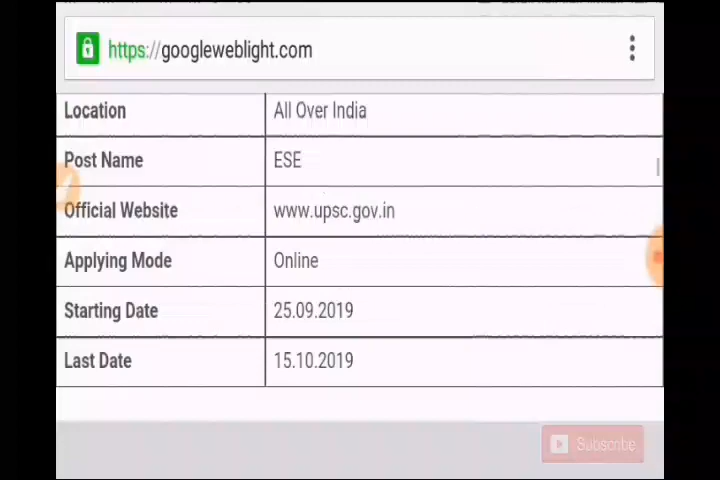 https://googleweblight.com
Location All Over India
Post Name ESE
Official Website www.upsc.gov.in
Applying Mode Online
Starting Date 25.09.2019
Last Date 15.10.2019
Subscribe